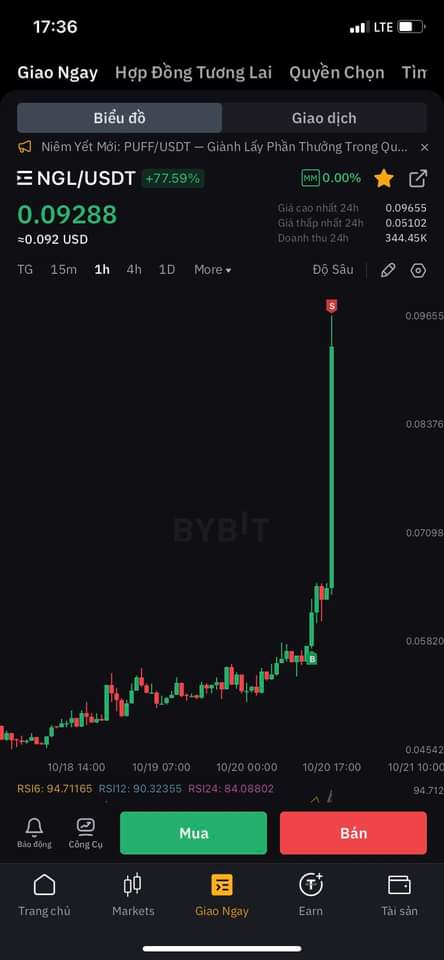 17:36
LTE
Giao Ngay Hợp Đồng Tương Lai Quyền Chọn Tìm
Biểu đồ Giao dịch
Niêm Yết Mới: PUFF/USDT — Giành Lấy Phần Thưởng Trong Qu... ×
NGL/USDT +77.59% MM 0.00%
0.09288
≈0.092 USD
Giá cao nhất 24h 0.09655
Giá thấp nhất 24h 0.05102
Doanh thu 24h 344.45K
TG 15m 1h 4h 1D More Độ Sâu
S
0.09655
0.08376
BYBIT
0.07098
0.05820
B
0.04542
10/18 14:00 10/19 07:00 10/20 00:00 10/20 17:00 10/21 10:00
RSI6: 94.71165 RSI12: 90.32355 RSI24: 84.08802 94.712
Báo động Công Cụ Mua Bán
Trang chủ Markets Giao Ngay Earn Tài sản